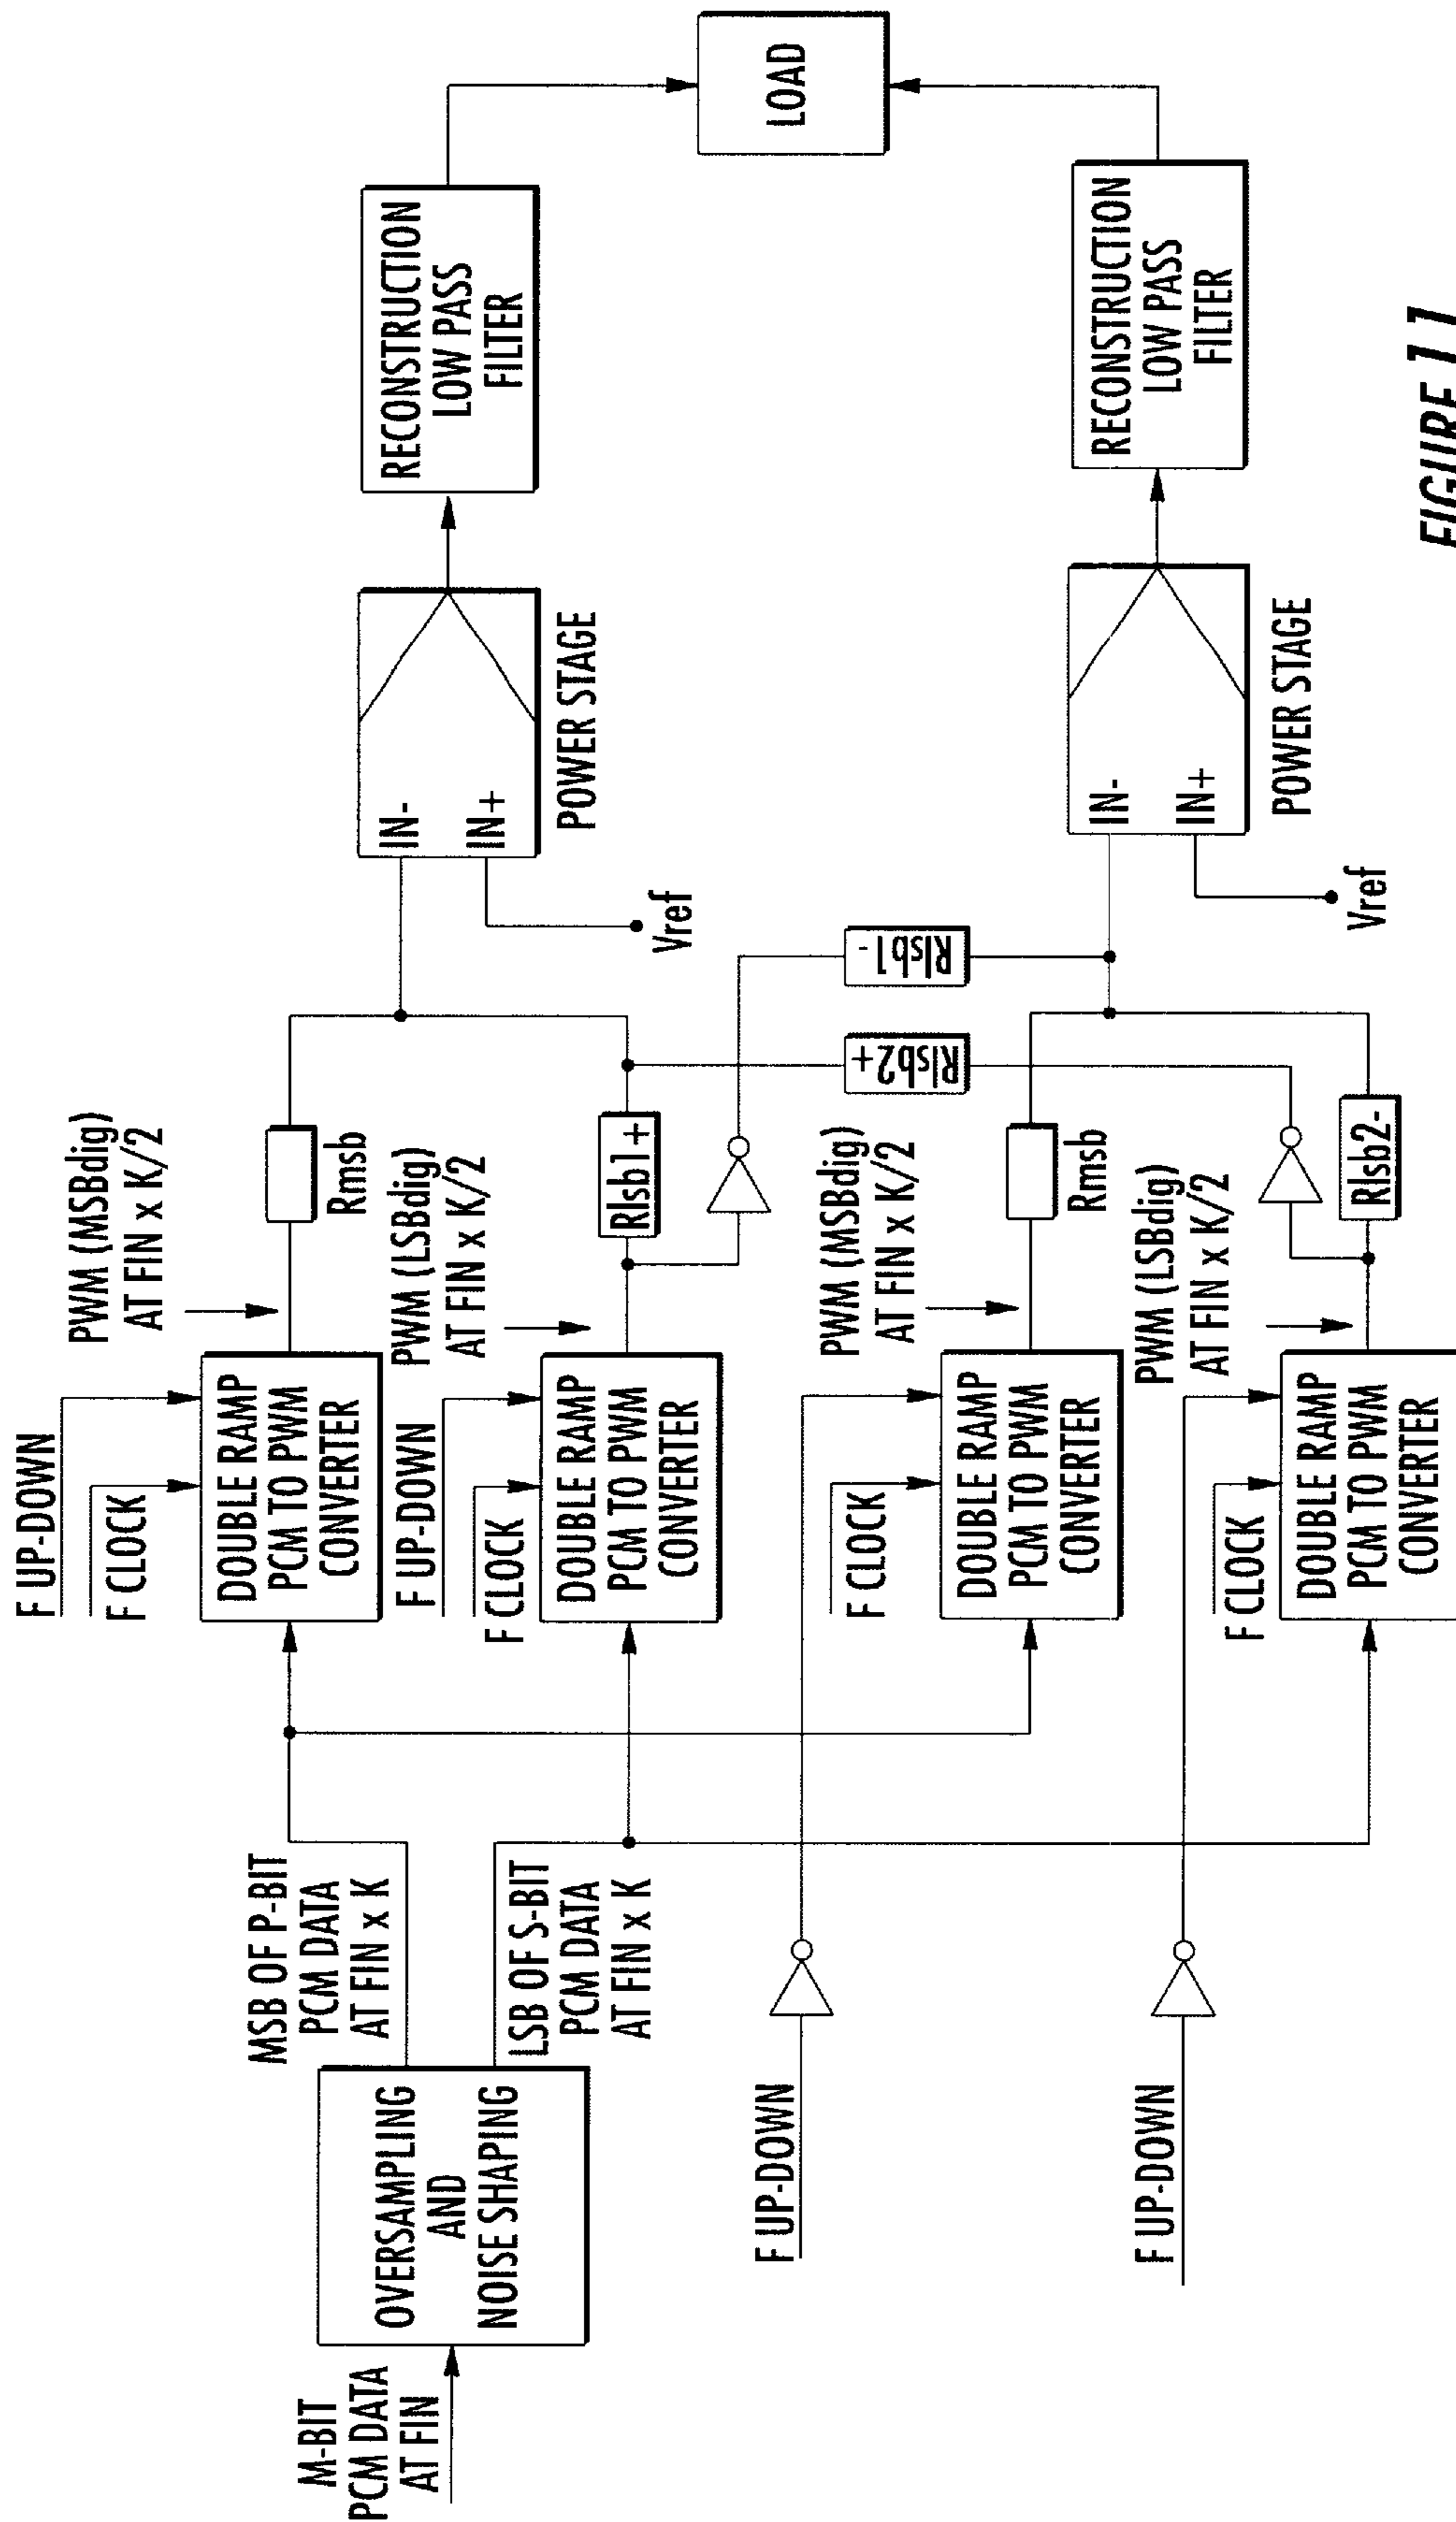 M-BIT
PCM DATA
AT FIN
OVERSAMPLING
AND
NOISE SHAPING
MSB OF P-BIT
PCM DATA
AT FIN x K
LSB OF S-BIT
PCM DATA
AT FIN x K
F UP-DOWN
F CLOCK
DOUBLE RAMP
PCM TO PWM
CONVERTER
PWM (MSBdig)
AT FIN x K/2
Rmsb
F UP-DOWN
F CLOCK
DOUBLE RAMP
PCM TO PWM
CONVERTER
PWM (LSBdig)
AT FIN x K/2
Rlsb1+
IN-
IN+
Vref
POWER STAGE
RECONSTRUCTION
LOW PASS
FILTER
LOAD
F UP-DOWN
F CLOCK
DOUBLE RAMP
PCM TO PWM
CONVERTER
PWM (MSBdig)
AT FIN x K/2
Rmsb
Rlsb2+
Rlsb1-
F UP-DOWN
F CLOCK
DOUBLE RAMP
PCM TO PWM
CONVERTER
PWM (LSBdig)
AT FIN x K/2
Rlsb2-
IN-
IN+
Vref
POWER STAGE
RECONSTRUCTION
LOW PASS
FILTER
FIGURE 11